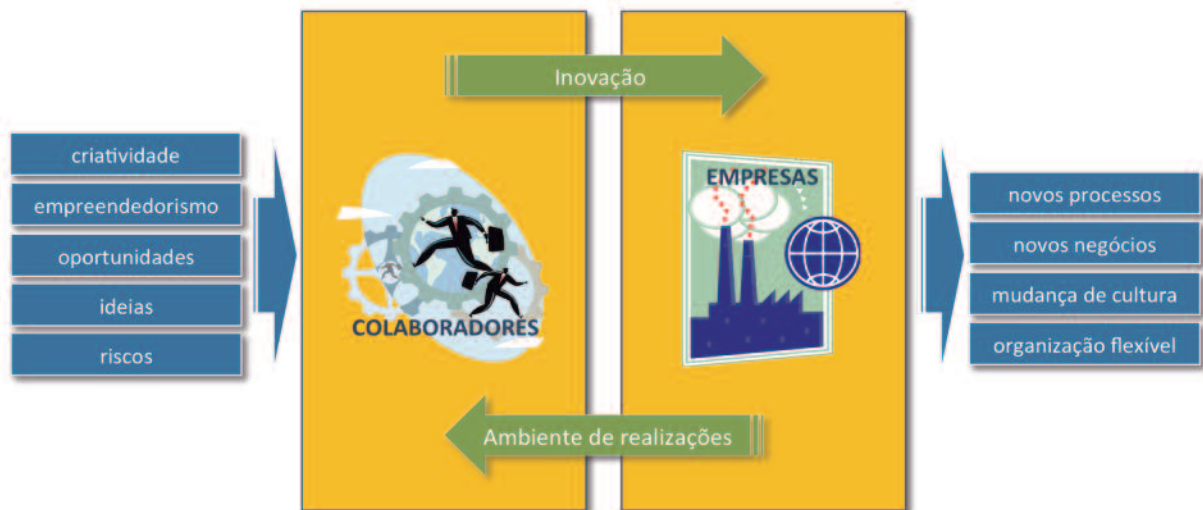 Inovação
criatividade
empreendedorismo
oportunidades
ideias
riscos
COLABORADORES
EMPRESAS
novos processos
novos negócios
mudança de cultura
organização flexível
Ambiente de realizações